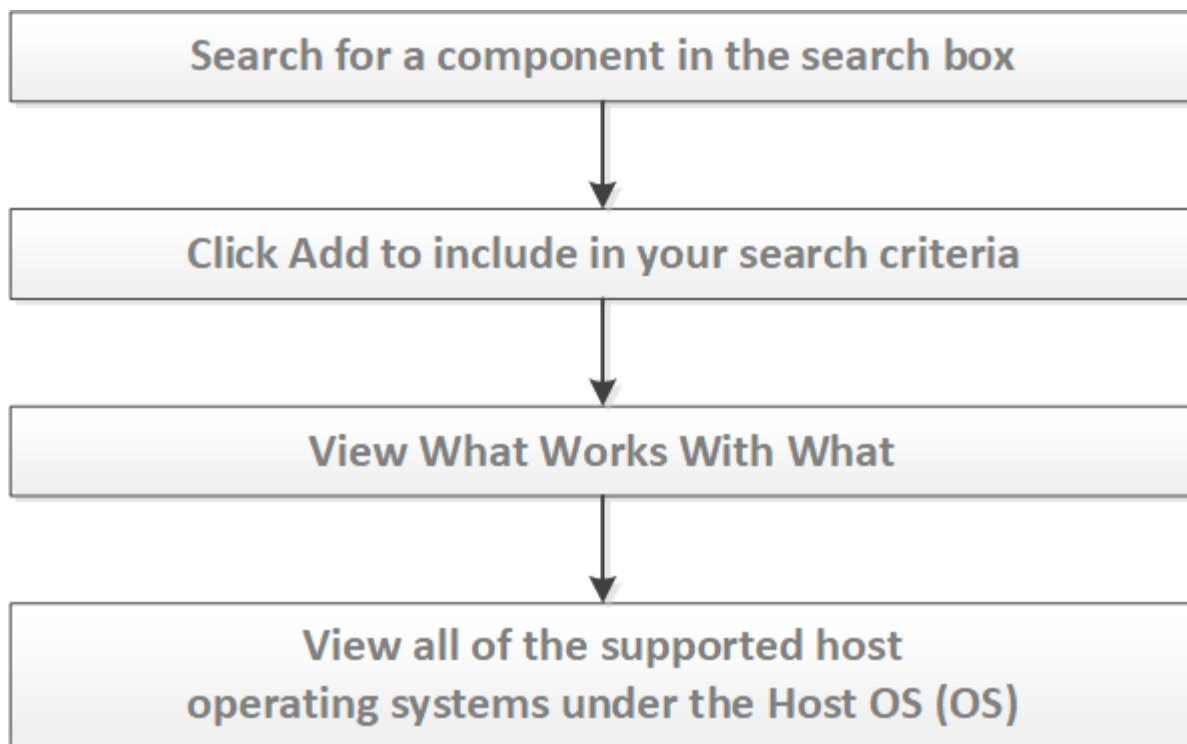 Search for a component in the search box
Click Add to include in your search criteria
View What Works With What
View all of the supported host
operating systems under the Host OS (OS)